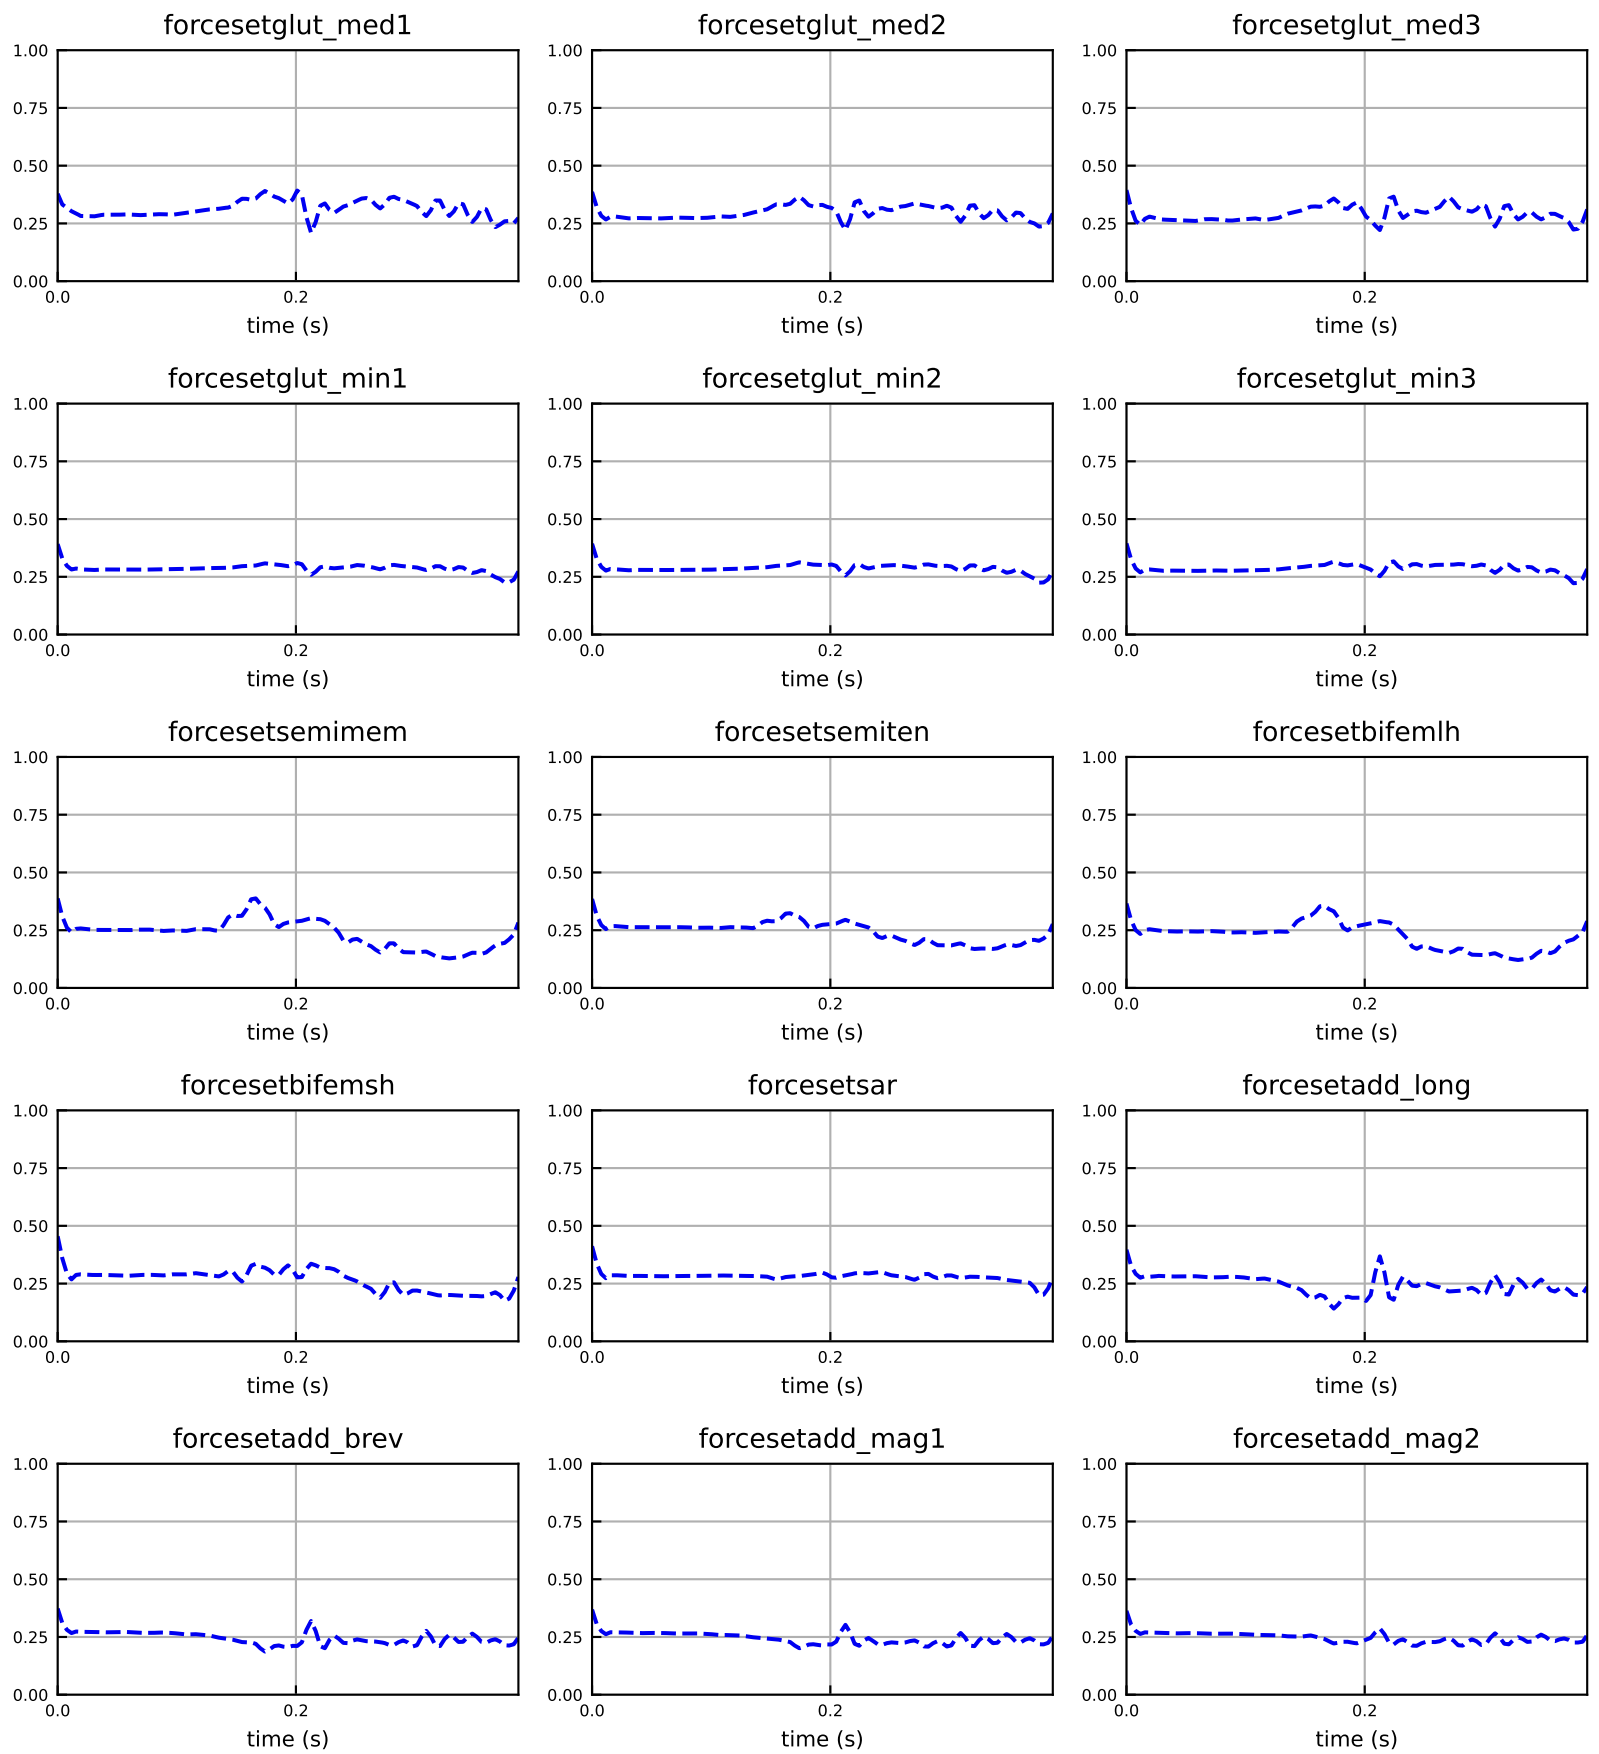 forcesetglut_med1 forcesetglut_med2 forcesetglut_med3
1.00 1.00 1.00
0.75 0.75 0.75
0.50 0.50 0.50
0.25 0.25 0.25
0.00 0.00 0.00
0.0 0.2 0.0 0.2 0.0 0.2
time (s) time (s) time (s)
forcesetglut_min1 forcesetglut_min2 forcesetglut_min3
1.00 1.00 1.00
0.75 0.75 0.75
0.50 0.50 0.50
0.25 0.25 0.25
0.00 0.00 0.00
0.0 0.2 0.0 0.2 0.0 0.2
time (s) time (s) time (s)
forcesetsemimem forcesetsemiten forcesetbifemlh
1.00 1.00 1.00
0.75 0.75 0.75
0.50 0.50 0.50
0.25 0.25 0.25
0.00 0.00 0.00
0.0 0.2 0.0 0.2 0.0 0.2
time (s) time (s) time (s)
forcesetbifemsh forcesetsar forcesetadd_long
1.00 1.00 1.00
0.75 0.75 0.75
0.50 0.50 0.50
0.25 0.25 0.25
0.00 0.00 0.00
0.0 0.2 0.0 0.2 0.0 0.2
time (s) time (s) time (s)
forcesetadd_brev forcesetadd_mag1 forcesetadd_mag2
1.00 1.00 1.00
0.75 0.75 0.75
0.50 0.50 0.50
0.25 0.25 0.25
0.00 0.00 0.00
0.0 0.2 0.0 0.2 0.0 0.2
time (s) time (s) time (s)